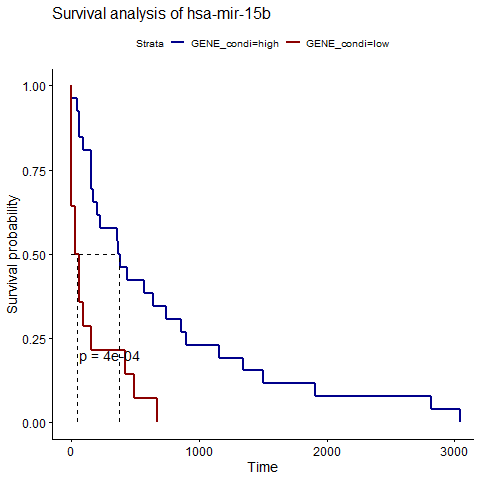 Survival analysis of hsa-mir-15b
Strata GENE_condi=high GENE_condi=low
1.00
0.75
0.50
0.25
0.00
Survival probability
p = 4e-04
0 1000 2000 3000
Time